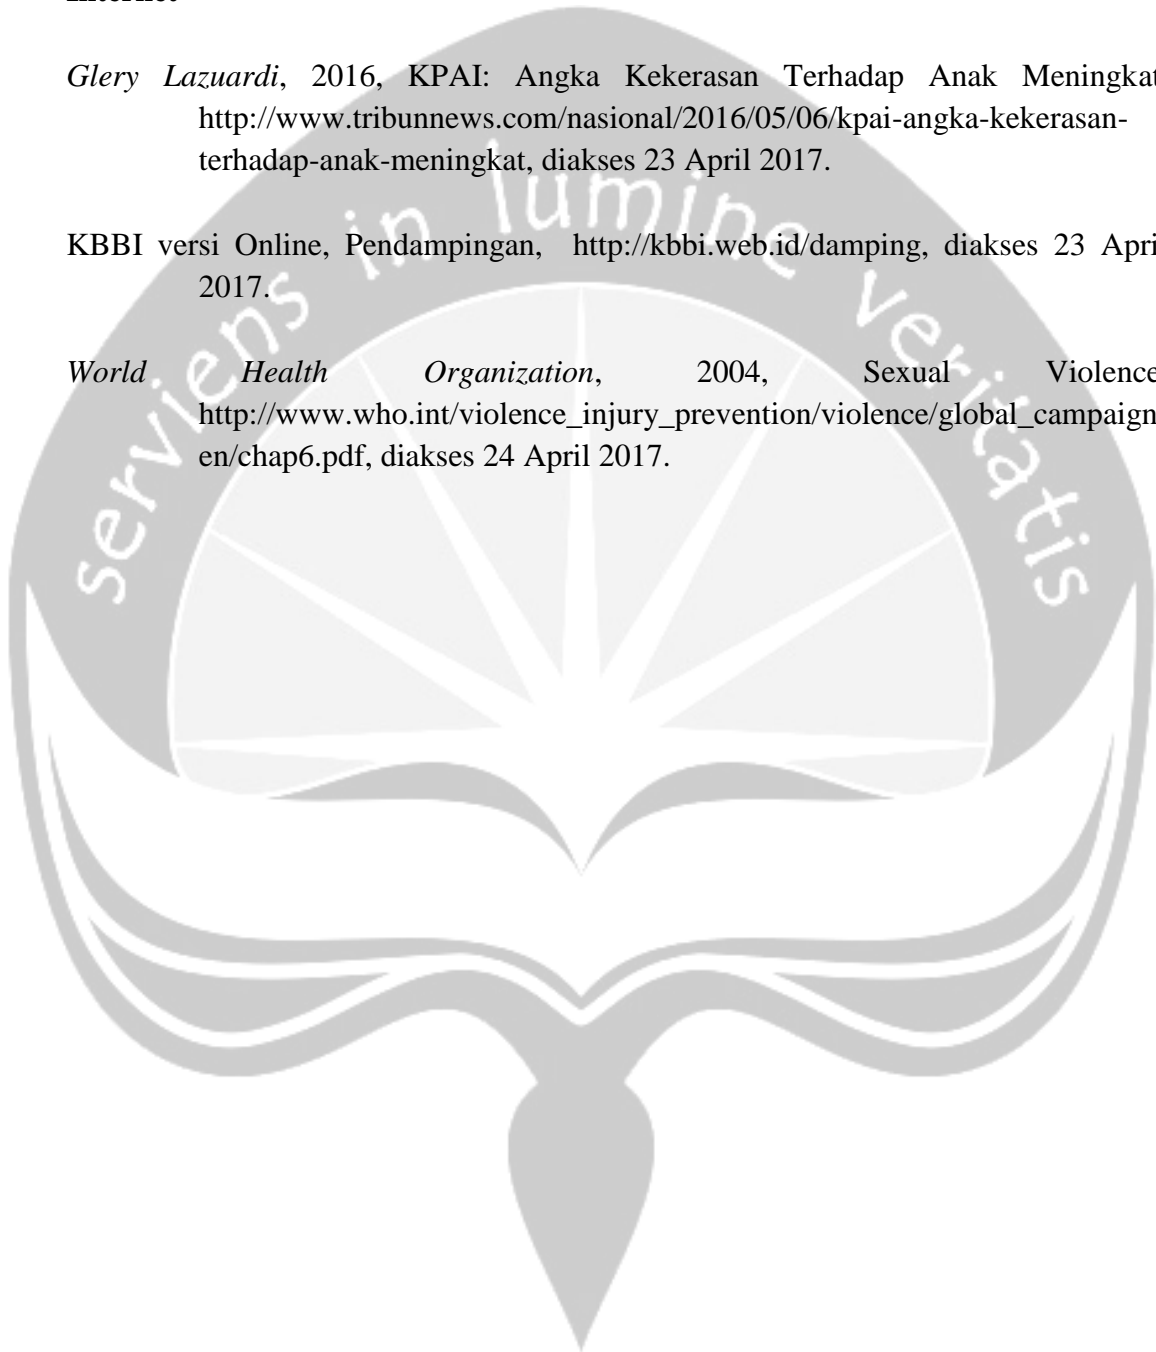 Glery Lazuardi, 2016, KPAI: Angka Kekerasan Terhadap Anak Meningkat
http://www.tribunnews.com/nasional/2016/05/06/kpai-angka-kekerasan-
terhadap-anak-meningkat, diakses 23 April 2017.
KBBI versi Online, Pendampingan, http://kbbi.web.id/damping, diakses 23 Apri
2017.
World Health Organization, 2004, Sexual Violence
http://www.who.int/violence_injury_prevention/violence/global_campaign
en/chap6.pdf, diakses 24 April 2017.
serviens in lumine veritatis